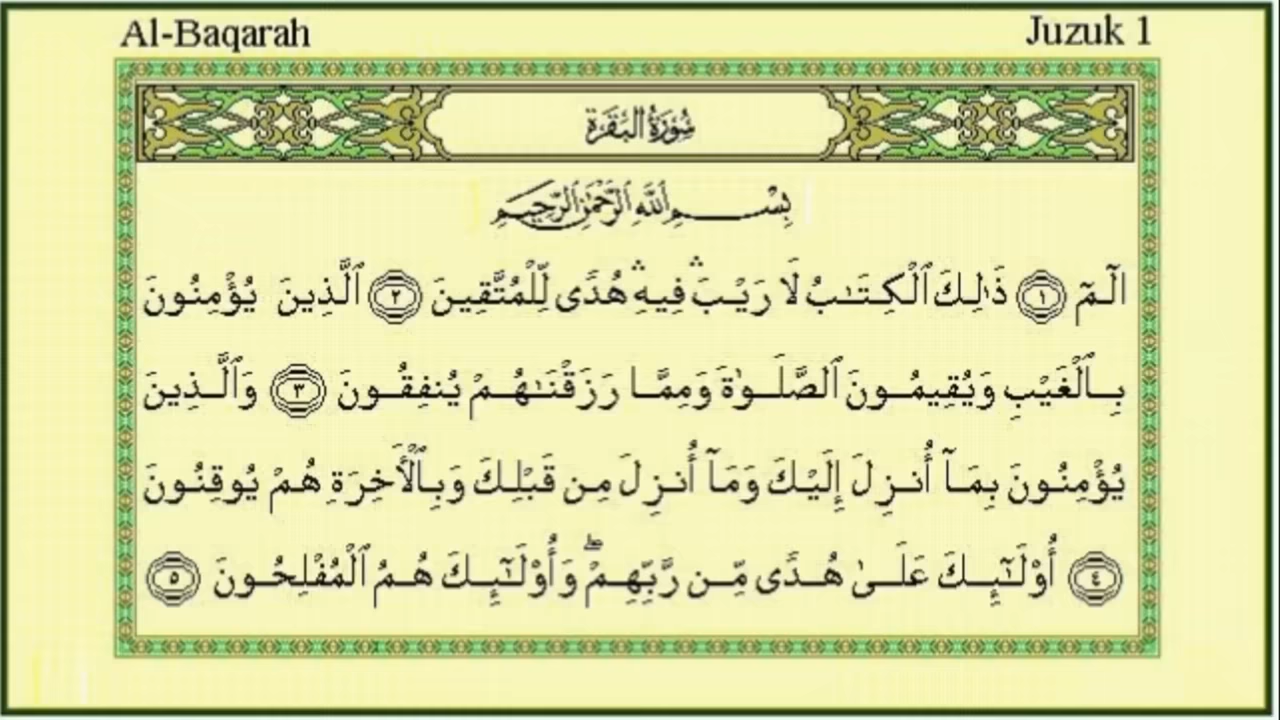 Al-Baqarah Juzuk 1
سُورَةُ البَقَرَةِ
بِسْمِ ٱللَّهِ ٱلرَّحْمَٰنِ ٱلرَّحِيمِ
الٓمٓ ١ ذَٰلِكَ ٱلْكِتَٰبُ لَا رَيْبَ ۛ فِيهِ ۛ هُدًى لِّلْمُتَّقِينَ ٢ ٱلَّذِينَ يُؤْمِنُونَ
بِٱلْغَيْبِ وَيُقِيمُونَ ٱلصَّلَوٰةَ وَمِمَّا رَزَقْنَٰهُمْ يُنفِقُونَ ٣ وَٱلَّذِينَ
يُؤْمِنُونَ بِمَآ أُنزِلَ إِلَيْكَ وَمَآ أُنزِلَ مِن قَبْلِكَ وَبِٱلْأَخِرَةِ هُمْ يُوقِنُونَ
٤ أُو۟لَٰٓئِكَ عَلَىٰ هُدًى مِّن رَّبِّهِمْ ۖ وَأُو۟لَٰٓئِكَ هُمُ ٱلْمُفْلِحُونَ ٥